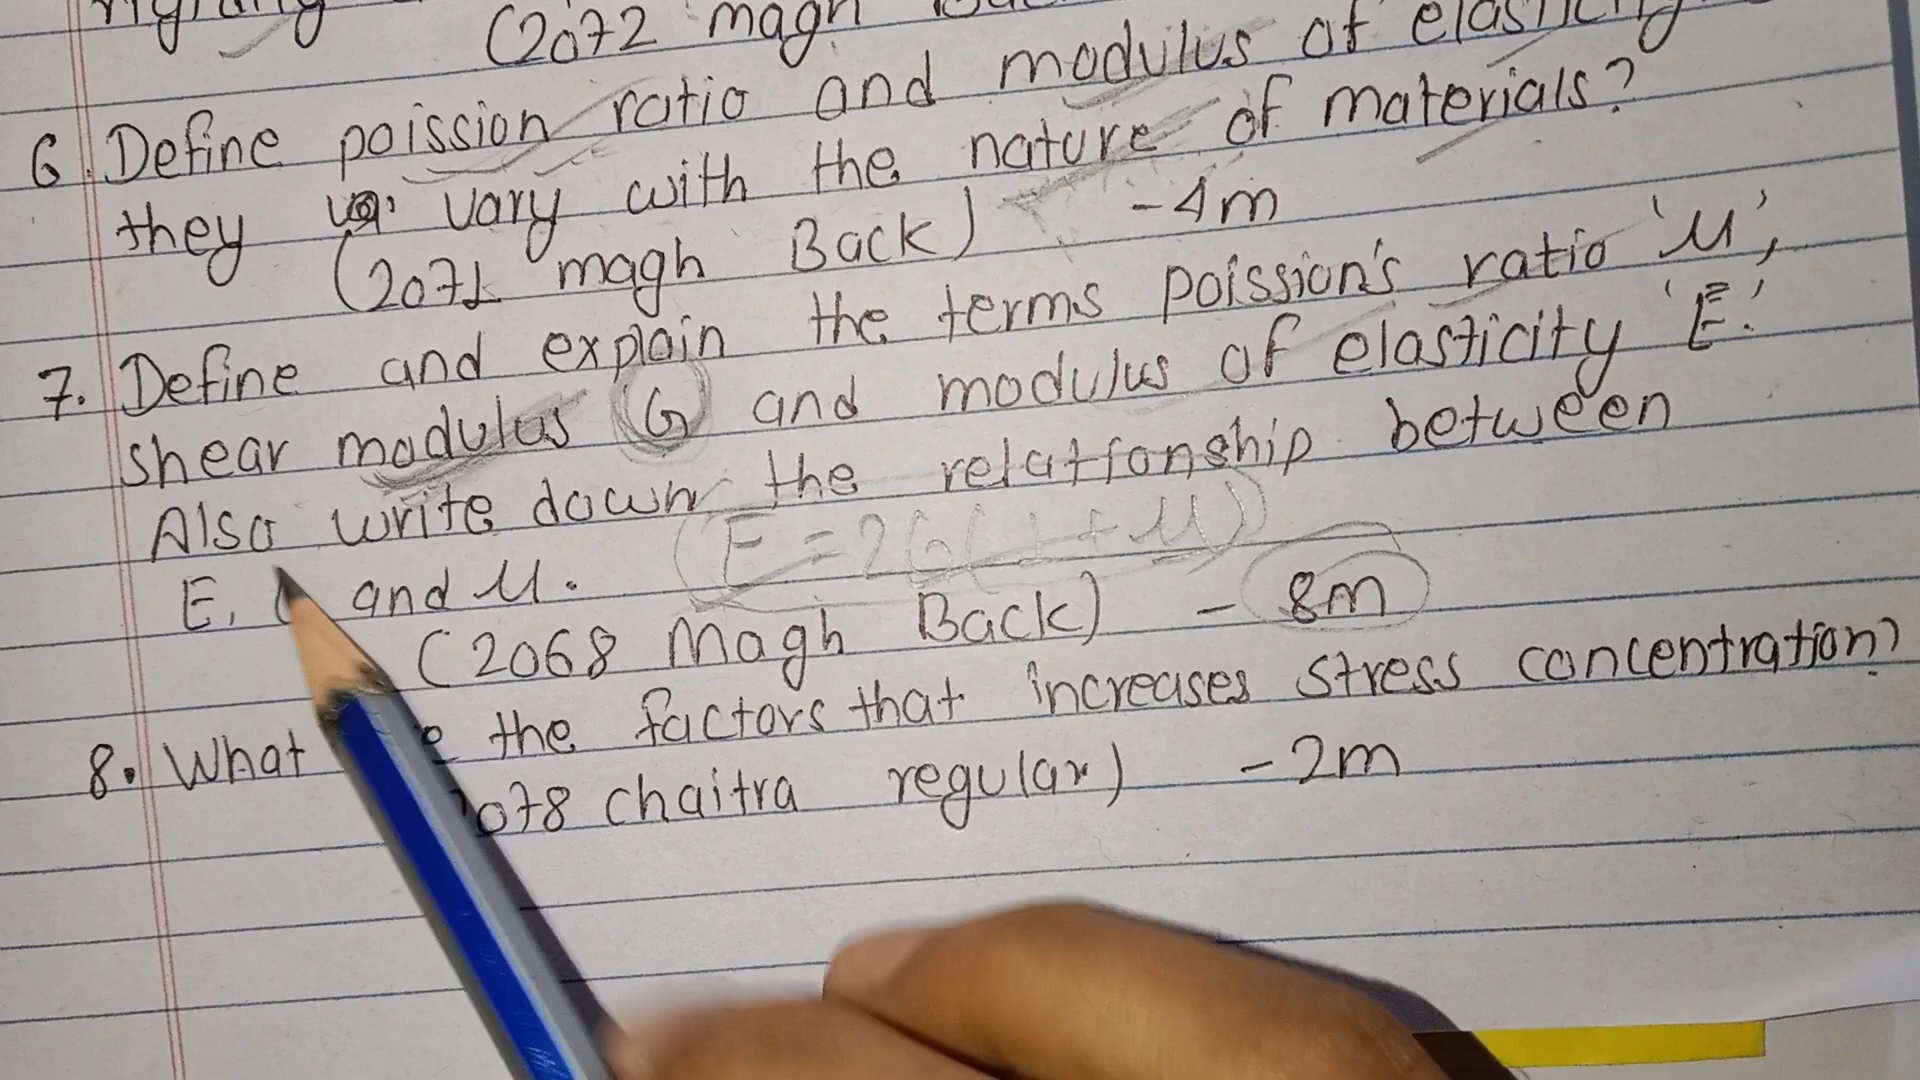 (2072 magh
6. Define poission ratio and modulus of elasticity
they vary with the nature of materials?
(2071 magh Back) -4m
7. Define and explain the terms poission's ratio 'μ',
shear modulus G and modulus of elasticity 'E'.
Also write down the relationship between
E, and μ.
(E = 2G(1+μ))
(2068 Magh Back) - 8m
8. What the factors that increases stress concentration?
2078 chaitra regular) -2m